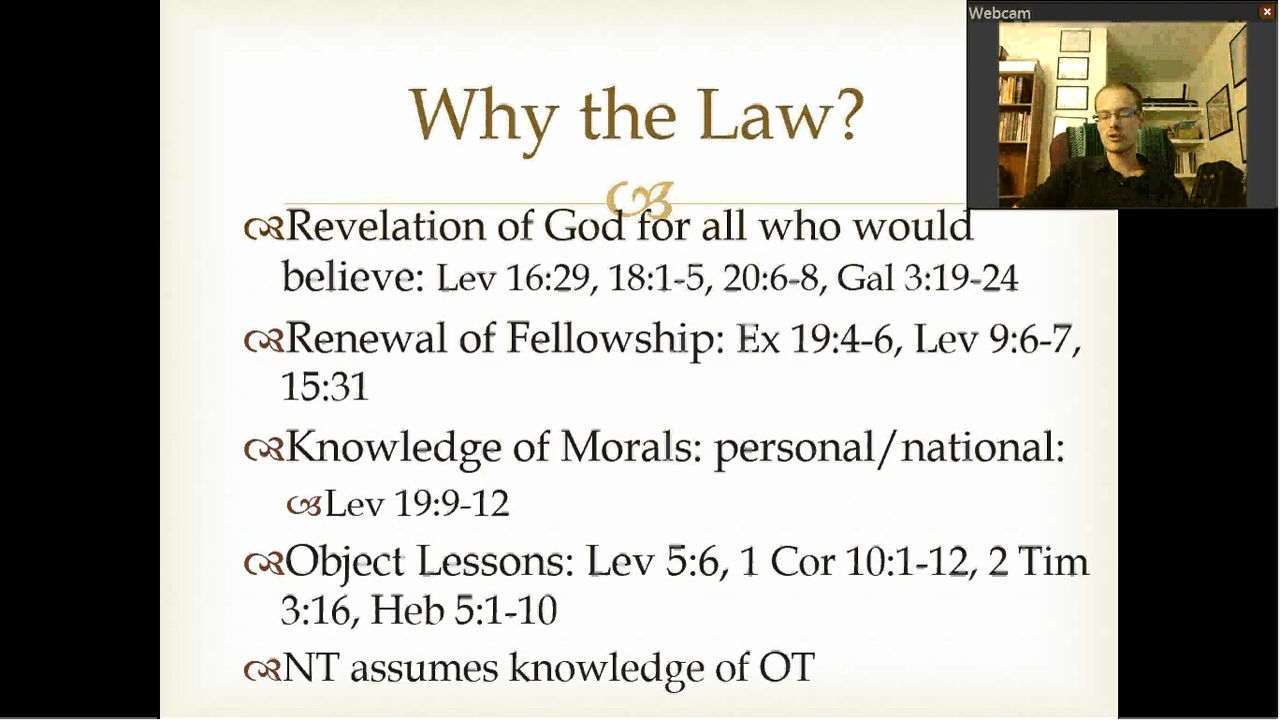 Webcam
Why the Law?
Revelation of God for all who would
believe: Lev 16:29, 18:1-5, 20:6-8, Gal 3:19-24
Renewal of Fellowship: Ex 19:4-6, Lev 9:6-7,
15:31
Knowledge of Morals: personal/national:
Lev 19:9-12
Object Lessons: Lev 5:6, 1 Cor 10:1-12, 2 Tim
3:16, Heb 5:1-10
NT assumes knowledge of OT